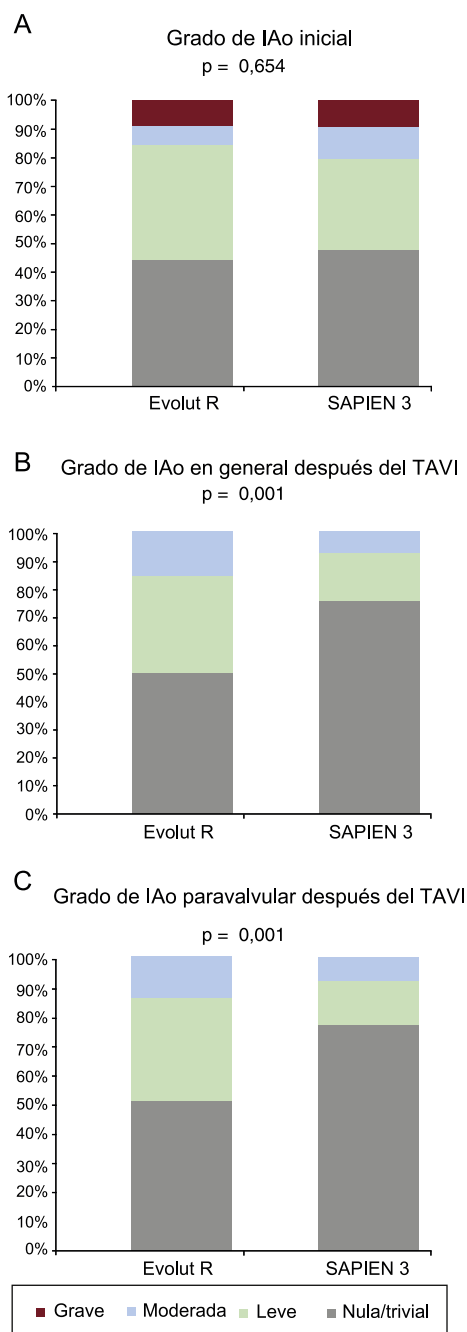 A
Grado de IAo inicial
p = 0,654
100%
90%
80%
70%
60%
50%
40%
30%
20%
10%
0%
Evolut R SAPIEN 3
B
Grado de IAo en general después del TAVI
p = 0,001
100%
90%
80%
70%
60%
50%
40%
30%
20%
10%
0%
Evolut R SAPIEN 3
C
Grado de IAo paravalvular después del TAVI
p = 0,001
100%
90%
80%
70%
60%
50%
40%
30%
20%
10%
0%
Evolut R SAPIEN 3
Grave Moderada Leve Nula/trivial